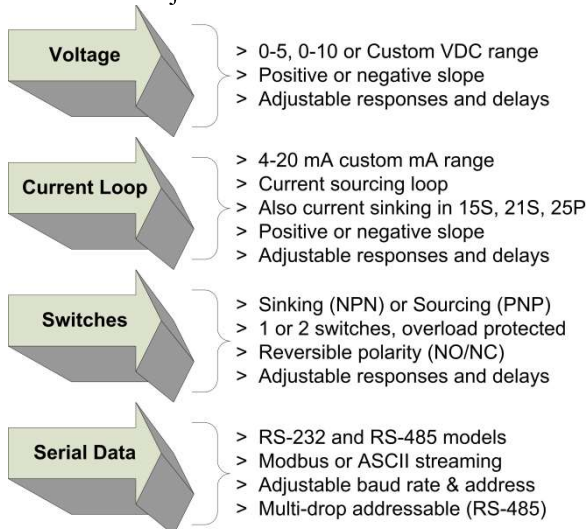 Voltage
> 0-5, 0-10 or Custom VDC range
> Positive or negative slope
> Adjustable responses and delays
Current Loop
> 4-20 mA custom mA range
> Current sourcing loop
> Also current sinking in 15S, 21S, 25P
> Positive or negative slope
> Adjustable responses and delays
Switches
> Sinking (NPN) or Sourcing (PNP)
> 1 or 2 switches, overload protected
> Reversible polarity (NO/NC)
> Adjustable responses and delays
Serial Data
> RS-232 and RS-485 models
> Modbus or ASCII streaming
> Adjustable baud rate & address
> Multi-drop addressable (RS-485)